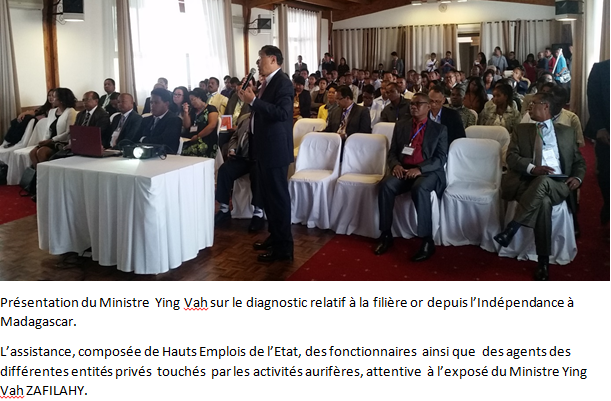 Présentation du Ministre Ying Vah sur le diagnostic relatif à la filière or depuis l'Indépendance à
Madagascar.
L'assistance, composée de Hauts Emplois de l'Etat, des fonctionnaires ainsi que des agents des
différentes entités privés touchés par les activités aurifères, attentive à l'exposé du Ministre Ying
Vah ZAFILAHY.